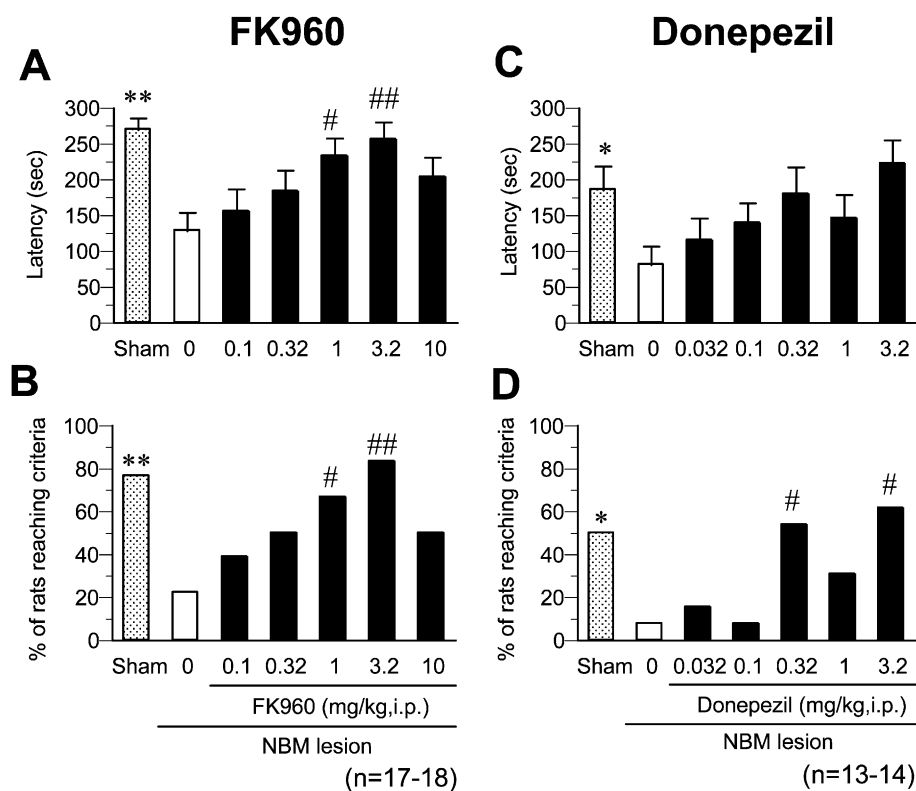 FK960
Donepezil
A
**
#
##
300
250
200
150
100
50
0
Latency (sec)
Sham 0 0.1 0.32 1 3.2 10
C
*
300
250
200
150
100
50
0
Latency (sec)
Sham 0 0.032 0.1 0.32 1 3.2
B
**
#
##
100
80
60
40
20
0
% of rats reaching criteria
Sham 0 0.1 0.32 1 3.2 10
FK960 (mg/kg,i.p.)
NBM lesion
(n=17-18)
D
*
#
#
100
80
60
40
20
0
% of rats reaching criteria
Sham 0 0.032 0.1 0.32 1 3.2
Donepezil (mg/kg,i.p.)
NBM lesion
(n=13-14)